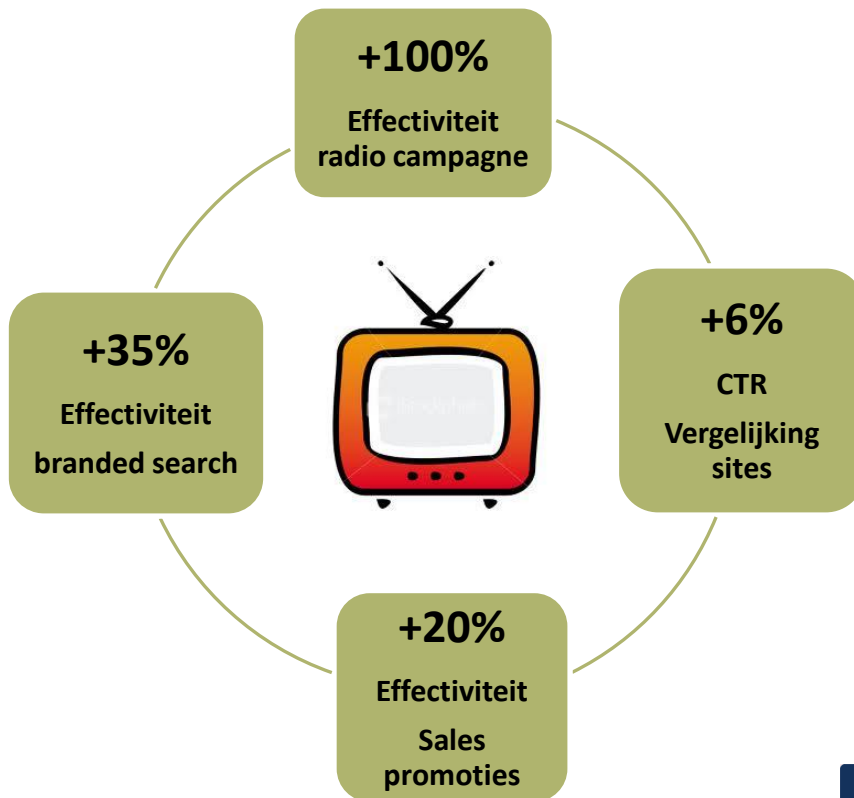 +100%
Effectiviteit
radio campagne
+35%
Effectiviteit
branded search
+6%
CTR
Vergelijking
sites
+20%
Effectiviteit
Sales
promoties